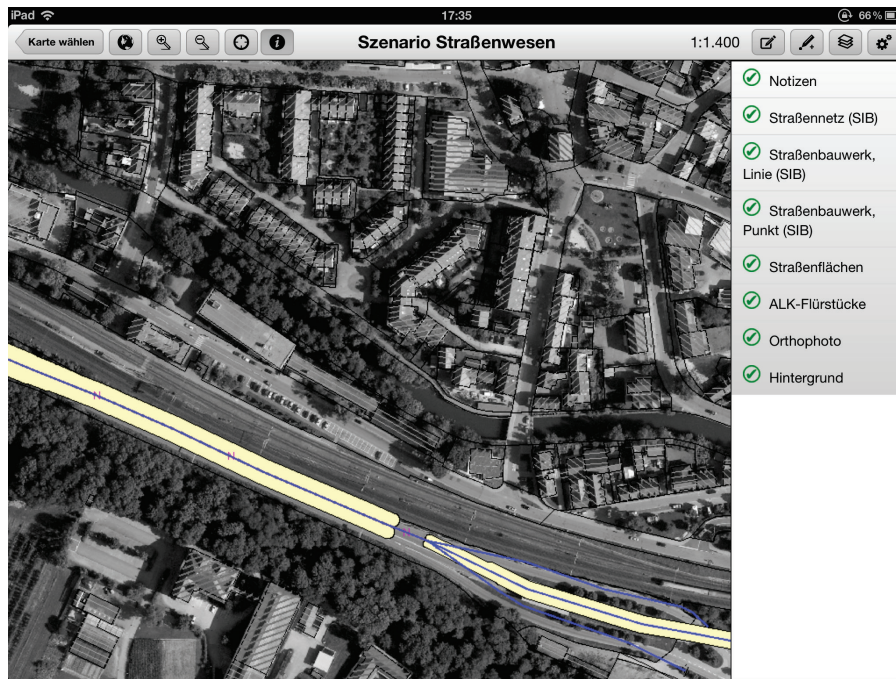 iPad 17:35 66 %
Karte wählen Szenario Straßenwesen 1:1.400
Notizen
Straßennetz (SIB)
Straßenbauwerk,
Linie (SIB)
Straßenbauwerk,
Punkt (SIB)
Straßenflächen
ALK-Flürstücke
Orthophoto
Hintergrund